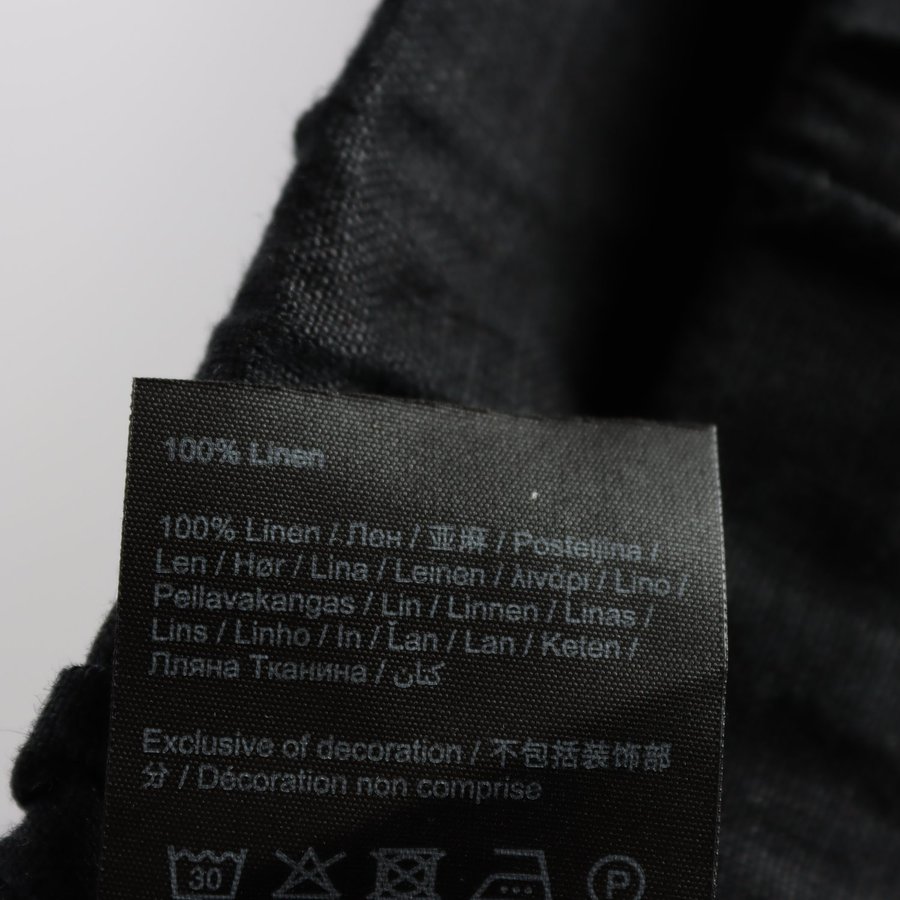 100% Linen
100% Linen / Лен / 亚麻 / Posteljina /
Len / Hør / Lina / Leinen / λινάρι / Lino /
Pellavakangas / Lin / Linnen / Linas /
Lins / Linho / In / Ľan / Lan / Keten /
Лляна Тканина / كتان
Exclusive of decoration / 不包括装饰部
分 / Décoration non comprise
30 P